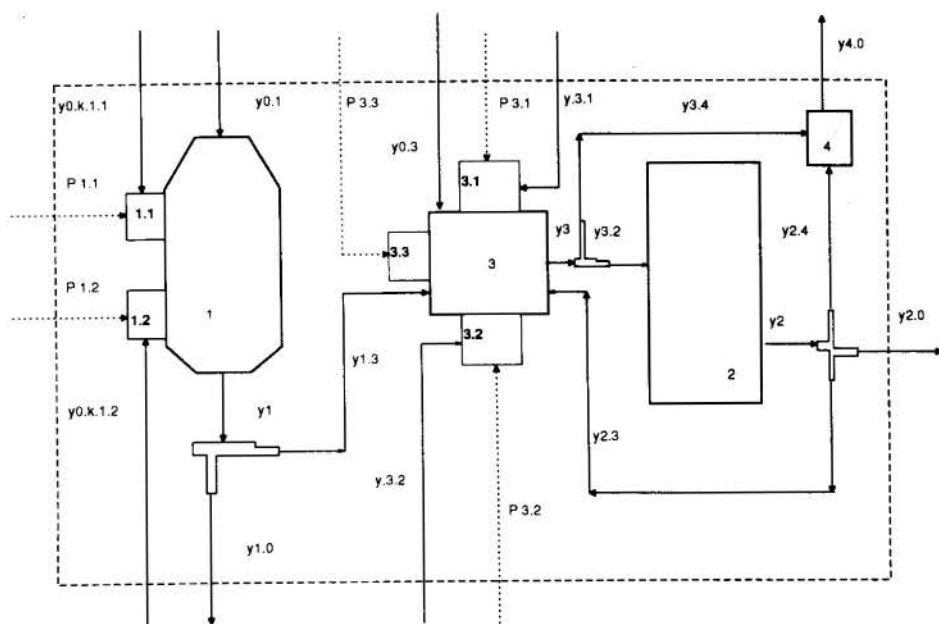 y4.0
y0.k.1.1
y0.1
P 3.3
P 3.1
y.3.1
y3.4
y0.3
4
P 1.1
1.1
3.1
y3
y3.2
y2.4
3.3
3
P 1.2
1.2
1
3.2
y2
y2.0
y1.3
2
y0.k.1.2
y1
y2.3
y.3.2
P 3.2
y1.0